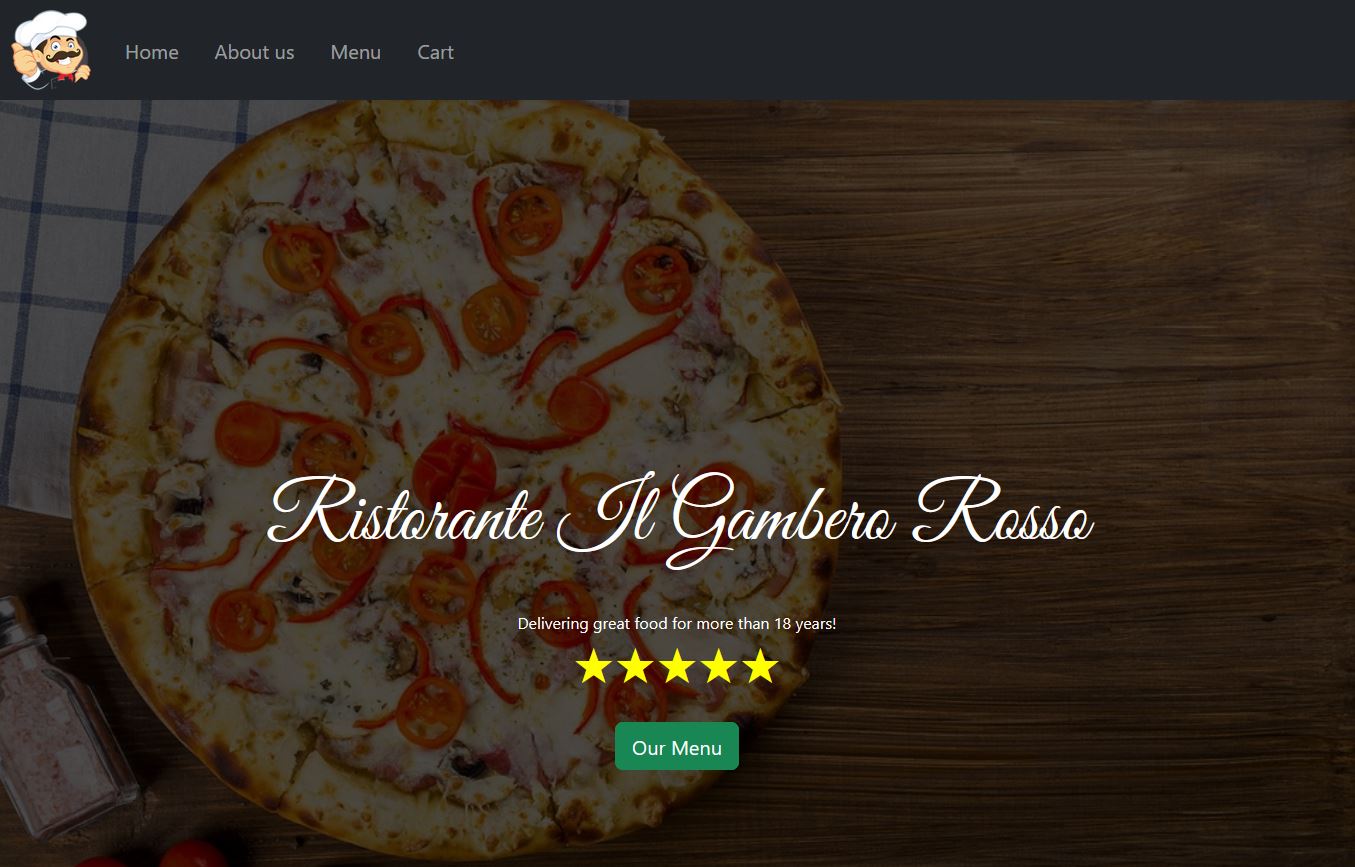 Home About us Menu Cart
Ristorante Il Gambero Rosso
Delivering great food for more than 18 years!
Our Menu